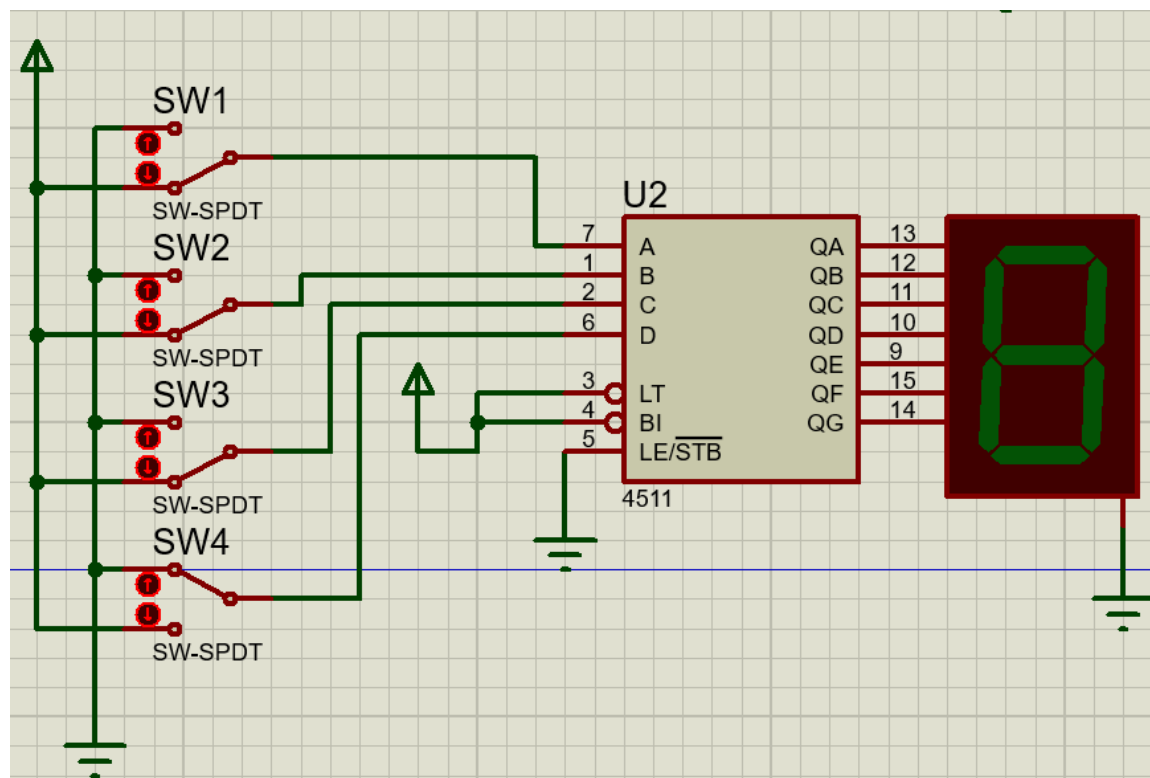 SW1
SW-SPDT
SW2
SW-SPDT
SW3
SW-SPDT
SW4
SW-SPDT
U2
7 A QA 13
1 B QB 12
2 C QC 11
6 D QD 10
QE 9
3 LT QF 15
4 BI QG 14
5 LE/STB
4511